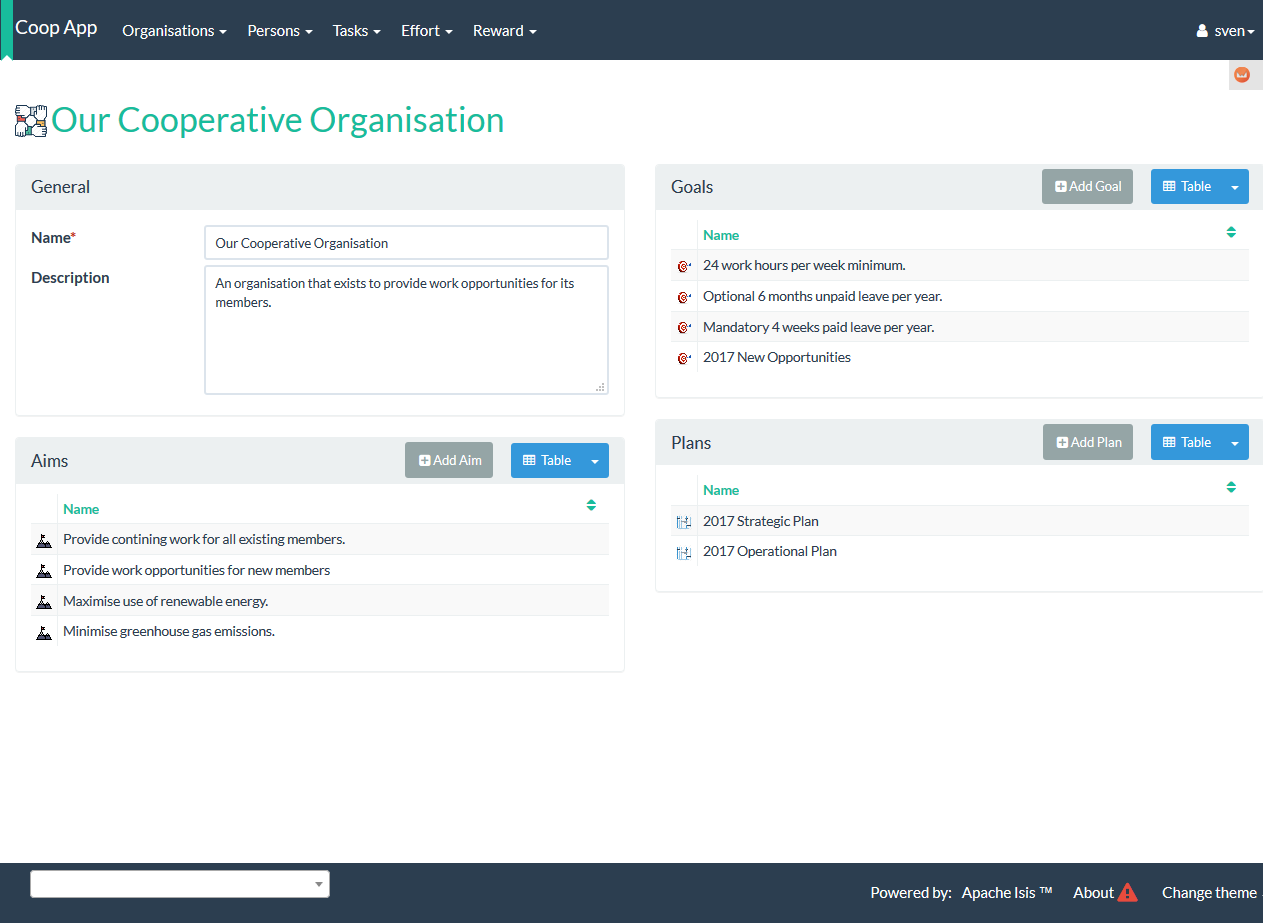 Coop App Organisations Persons Tasks Effort Reward sven
Our Cooperative Organisation
General
Name*
Our Cooperative Organisation
Description
An organisation that exists to provide work opportunities for its
members.
Aims
Add Aim
Table
Name
Provide contining work for all existing members.
Provide work opportunities for new members
Maximise use of renewable energy.
Minimise greenhouse gas emissions.
Goals
Add Goal
Table
Name
24 work hours per week minimum.
Optional 6 months unpaid leave per year.
Mandatory 4 weeks paid leave per year.
2017 New Opportunities
Plans
Add Plan
Table
Name
2017 Strategic Plan
2017 Operational Plan
Powered by: Apache Isis ™ About Change theme